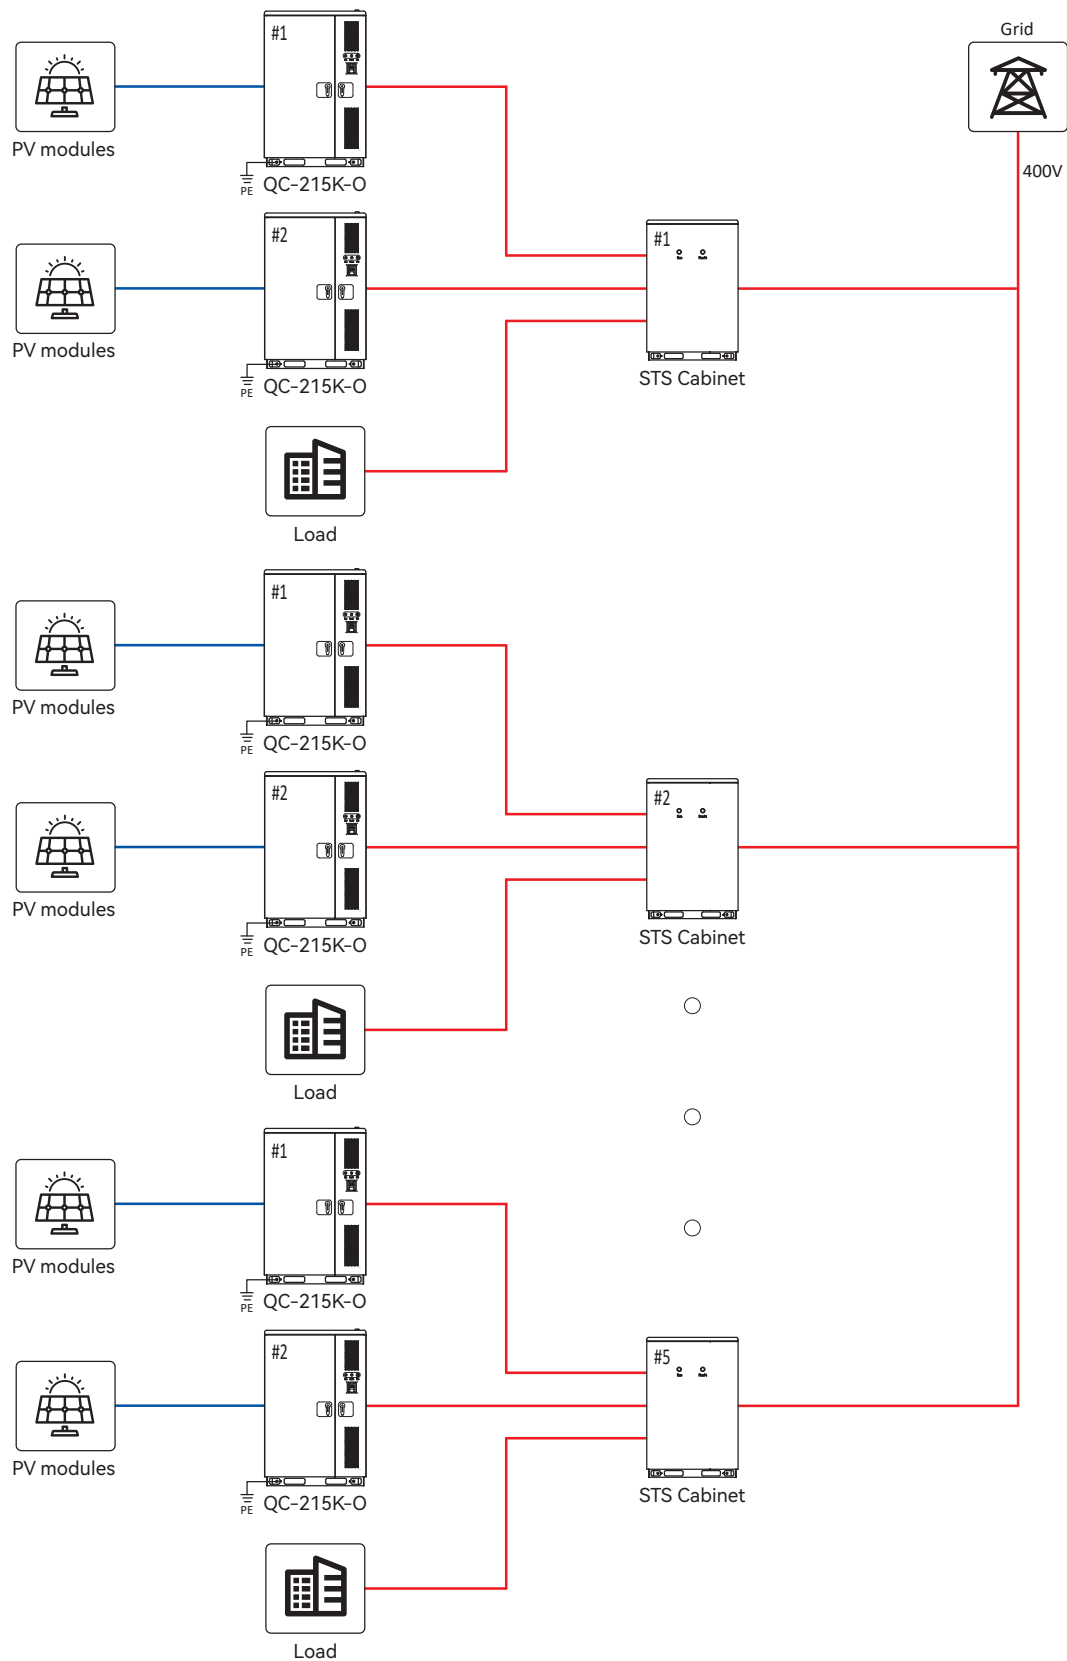 Grid
#1
PV modules
400V
PE
QC-215K-O
#2
#1
PV modules
PE
QC-215K-O
STS Cabinet
Load
#1
PV modules
PE
QC-215K-O
#2
#2
PV modules
PE
QC-215K-O
STS Cabinet
Load
#1
PV modules
PE
QC-215K-O
#2
#5
PV modules
PE
QC-215K-O
STS Cabinet
Load